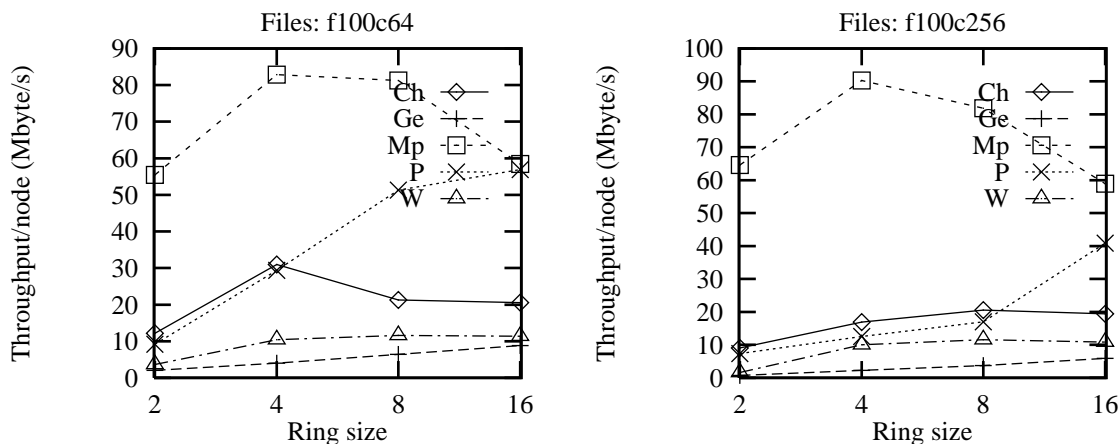 Files: f100c64
Throughput/node (Mbyte/s)
90
80
70
60
50
40
30
20
10
0
2 4 8 16
Ring size
Ch
Ge
Mp
P
W
Files: f100c256
Throughput/node (Mbyte/s)
100
90
80
70
60
50
40
30
20
10
0
2 4 8 16
Ring size
Ch
Ge
Mp
P
W